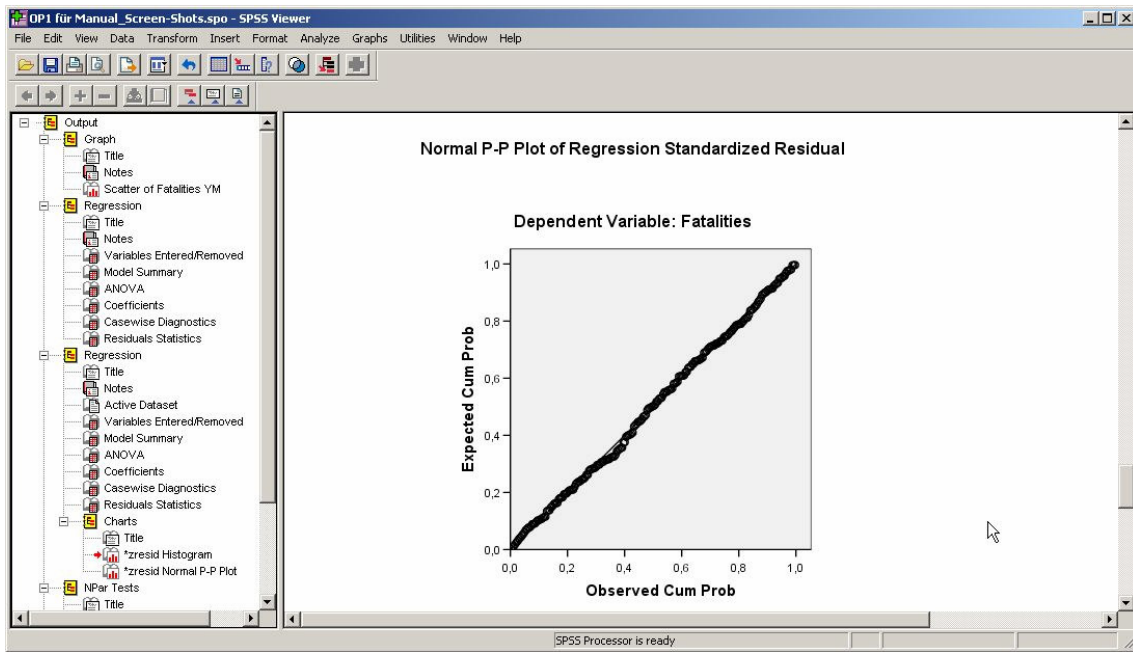 OP1 für Manual_Screen-Shots.spo - SPSS Viewer
File Edit View Data Transform Insert Format Analyze Graphs Utilities Window Help
Output
Graph
Title
Notes
Scatter of Fatalities YM
Regression
Title
Notes
Variables Entered/Removed
Model Summary
ANOVA
Coefficients
Casewise Diagnostics
Residuals Statistics
Regression
Title
Notes
Active Dataset
Variables Entered/Removed
Model Summary
ANOVA
Coefficients
Casewise Diagnostics
Residuals Statistics
Charts
Title
*zresid Histogram
*zresid Normal P-P Plot
NPar Tests
Title
Normal P-P Plot of Regression Standardized Residual
Dependent Variable: Fatalities
Expected Cum Prob
1,0
0,8
0,6
0,4
0,2
0,0
0,0 0,2 0,4 0,6 0,8 1,0
Observed Cum Prob
SPSS Processor is ready